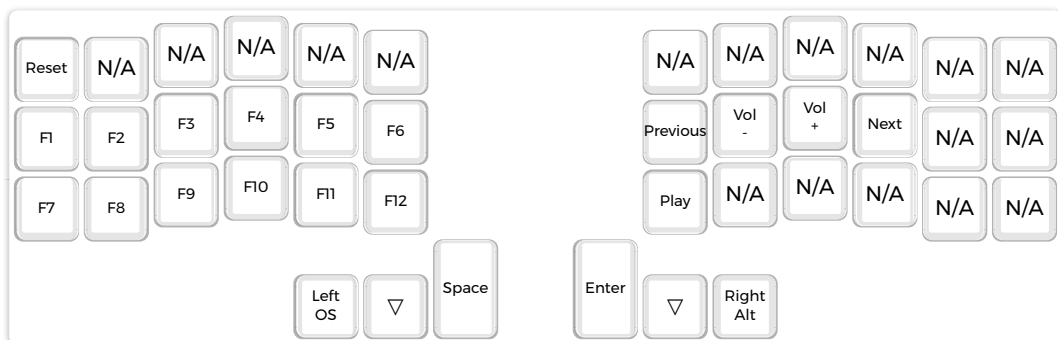 Reset N/A N/A N/A N/A N/A N/A N/A N/A N/A N/A N/A
F1 F2 F3 F4 F5 F6 Previous Vol - Vol + Next N/A N/A
F7 F8 F9 F10 F11 F12 Play N/A N/A N/A N/A N/A
Left OS ▽ Space Enter ▽ Right Alt